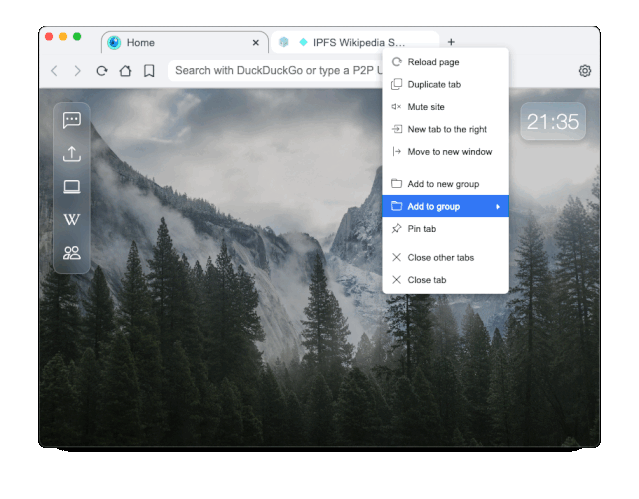 Home
IPFS Wikipedia S...
Search with DuckDuckGo or type a P2P U
Reload page
Duplicate tab
Mute site
New tab to the right
Move to new window
Add to new group
Add to group
Pin tab
Close other tabs
Close tab
21:35
W